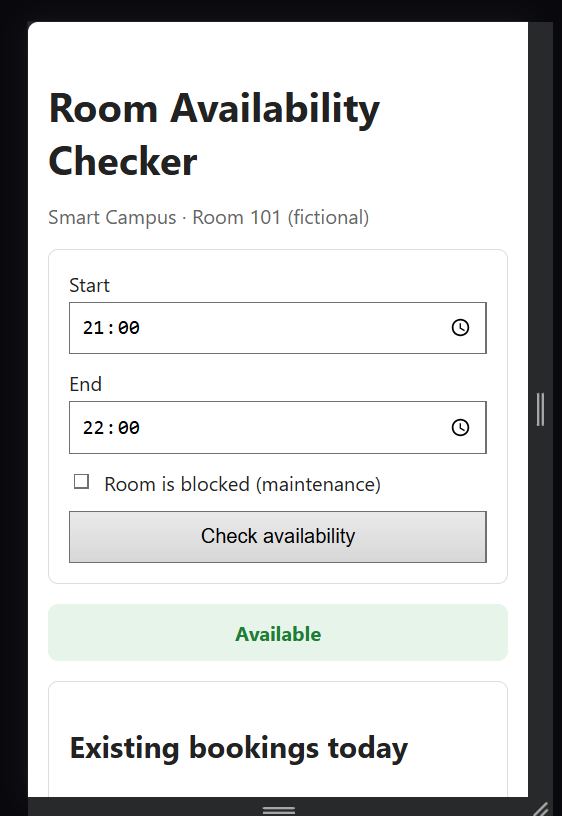 Room Availability
Checker
Smart Campus · Room 101 (fictional)
Start
21:00
End
22:00
Room is blocked (maintenance)
Check availability
Available
Existing bookings today